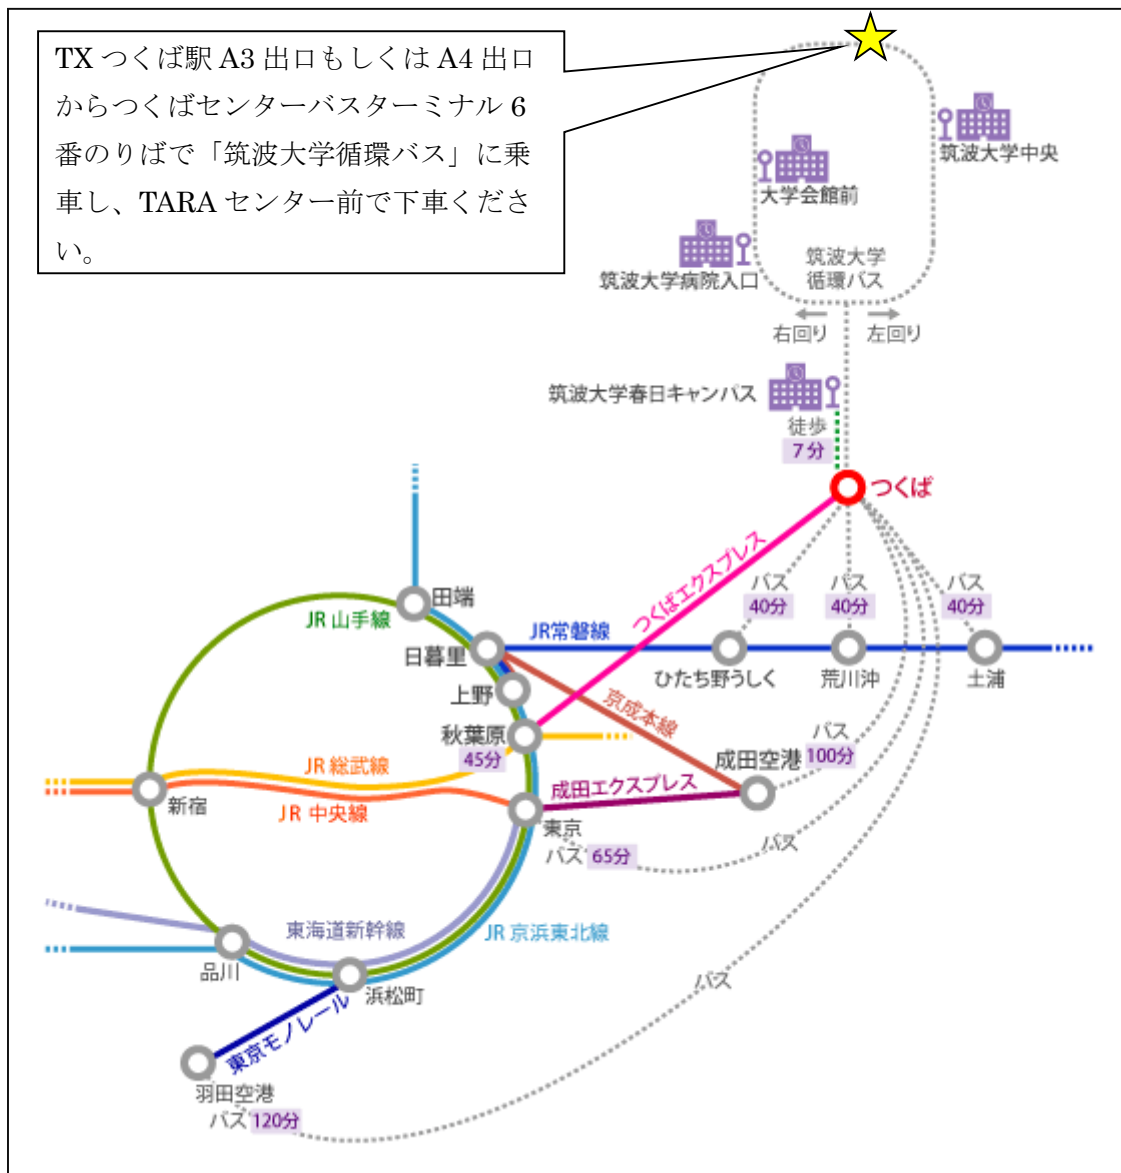 TX つくば駅 A3 出口もしくは A4 出口
からつくばセンターバスターミナル 6
番のりばで「筑波大学循環バス」に乗
車し、TARA センター前で下車くださ
い。
筑波大学中央
大学会館前
筑波大学病院入口
筑波大学
循環バス
右回り
左回り
筑波大学春日キャンパス
徒歩
7分
つくば
つくばエクスプレス
バス
40分
バス
40分
バス
40分
田端
JR 山手線
日暮里
JR常磐線
ひたち野うしく
荒川沖
土浦
上野
京成本線
秋葉原
45分
バス
100分
成田空港
JR 総武線
成田エクスプレス
新宿
JR 中央線
東京
バス 65分
バス
東海道新幹線
JR 京浜東北線
品川
浜松町
バス
東京モノレール
羽田空港
バス 120分